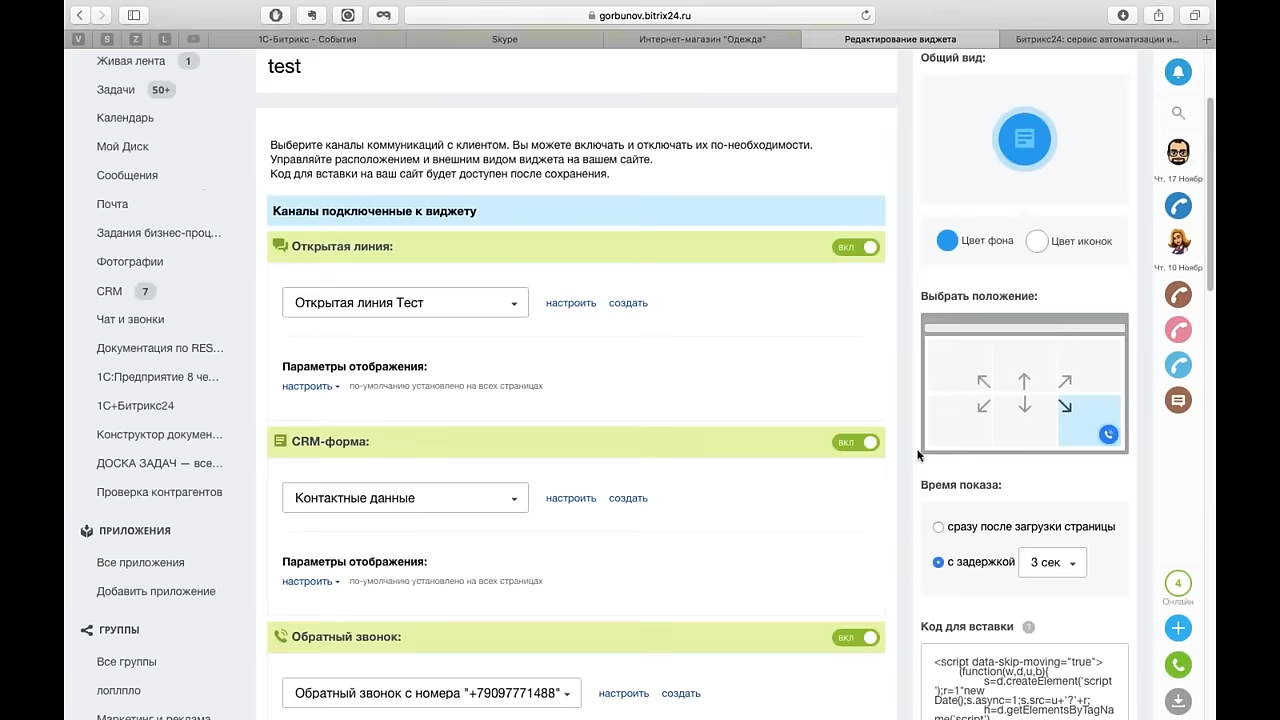 gorbunov.bitrix24.ru
V
S
Z
L
1С-Битрикс - События
Skype
Интернет-магазин "Одежда"
Редактирование виджета
Битрикс24: сервис автоматизации и...
Живая лента 1
Задачи 50+
Календарь
Мой Диск
Сообщения
Почта
Задания бизнес-проц...
Фотографии
CRM 7
Чат и звонки
Документация по RES...
1С:Предприятие 8 че...
1С+Битрикс24
Конструктор докумен...
ДОСКА ЗАДАЧ — все...
Проверка контрагентов
ПРИЛОЖЕНИЯ
Все приложения
Добавить приложение
ГРУППЫ
Все группы
лоплпло
Маркетинг и реклама
test
Выберите каналы коммуникаций с клиентом. Вы можете включать и отключать их по-необходимости.
Управляйте расположением и внешним видом виджета на вашем сайте.
Код для вставки на ваш сайт будет доступен после сохранения.
Каналы подключенные к виджету
Открытая линия: ВКЛ
Открытая линия Тест настроить создать
Параметры отображения:
настроить по-умолчанию установлено на всех страницах
CRM-форма: ВКЛ
Контактные данные настроить создать
Параметры отображения:
настроить по-умолчанию установлено на всех страницах
Обратный звонок: ВКЛ
Обратный звонок с номера "+79097771488" настроить создать
Общий вид:
Цвет фона Цвет иконок
Выбрать положение:
Время показа:
сразу после загрузки страницы
с задержкой 3 сек
Код для вставки ?
<script data-skip-moving="true">
(function(w,d,u,b){
s=d.createElement('script
');r=1*new
Date();s.async=1;s.src=u+'?'+r;
h=d.getElementsByTagNa
me('script')
Чт, 17 Ноябр
Чт, 10 Ноябр
4
Онлайн